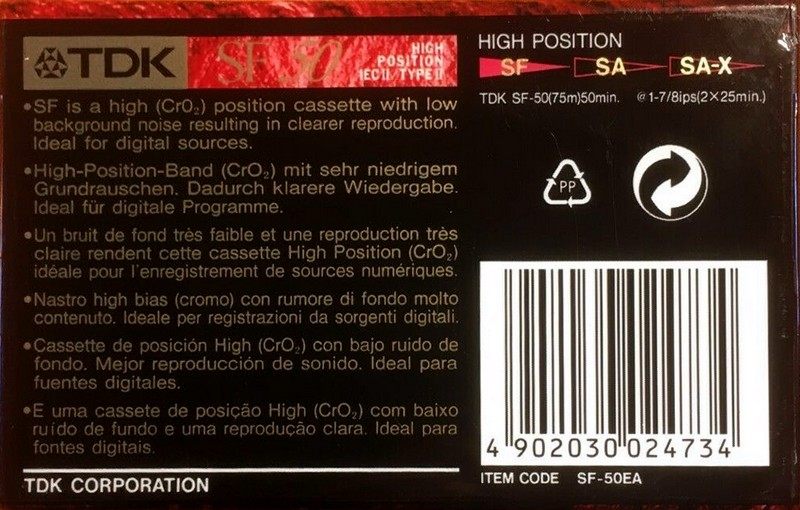 TDK SF 50 HIGH POSITION IECII/TYPEII
•SF is a high (CrO₂) position cassette with low
background noise resulting in clearer reproduction.
Ideal for digital sources.
•High-Position-Band (CrO₂) mit sehr niedrigem
Grundrauschen. Dadurch klarere Wiedergabe.
Ideal für digitale Programme.
•Un bruit de fond très faible et une reproduction très
claire rendent cette cassette High Position (CrO₂)
idéale pour l'enregistrement de sources numériques.
•Nastro high bias (cromo) con rumore di fondo molto
contenuto. Ideale per registrazioni da sorgenti digitali.
•Cassette de posición High (CrO₂) con bajo ruido de
fondo. Mejor reproducción de sonido. Ideal para
fuentes digitales.
•E uma cassete de posição High (CrO₂) com baixo
ruído de fundo e uma reprodução clara. Ideal para
fontes digitais.
TDK CORPORATION
HIGH POSITION
SF SA SA-X
TDK SF-50(75m)50min. @1-7/8ips(2×25min.)
PP
4 902030 024734
ITEM CODE SF-50EA